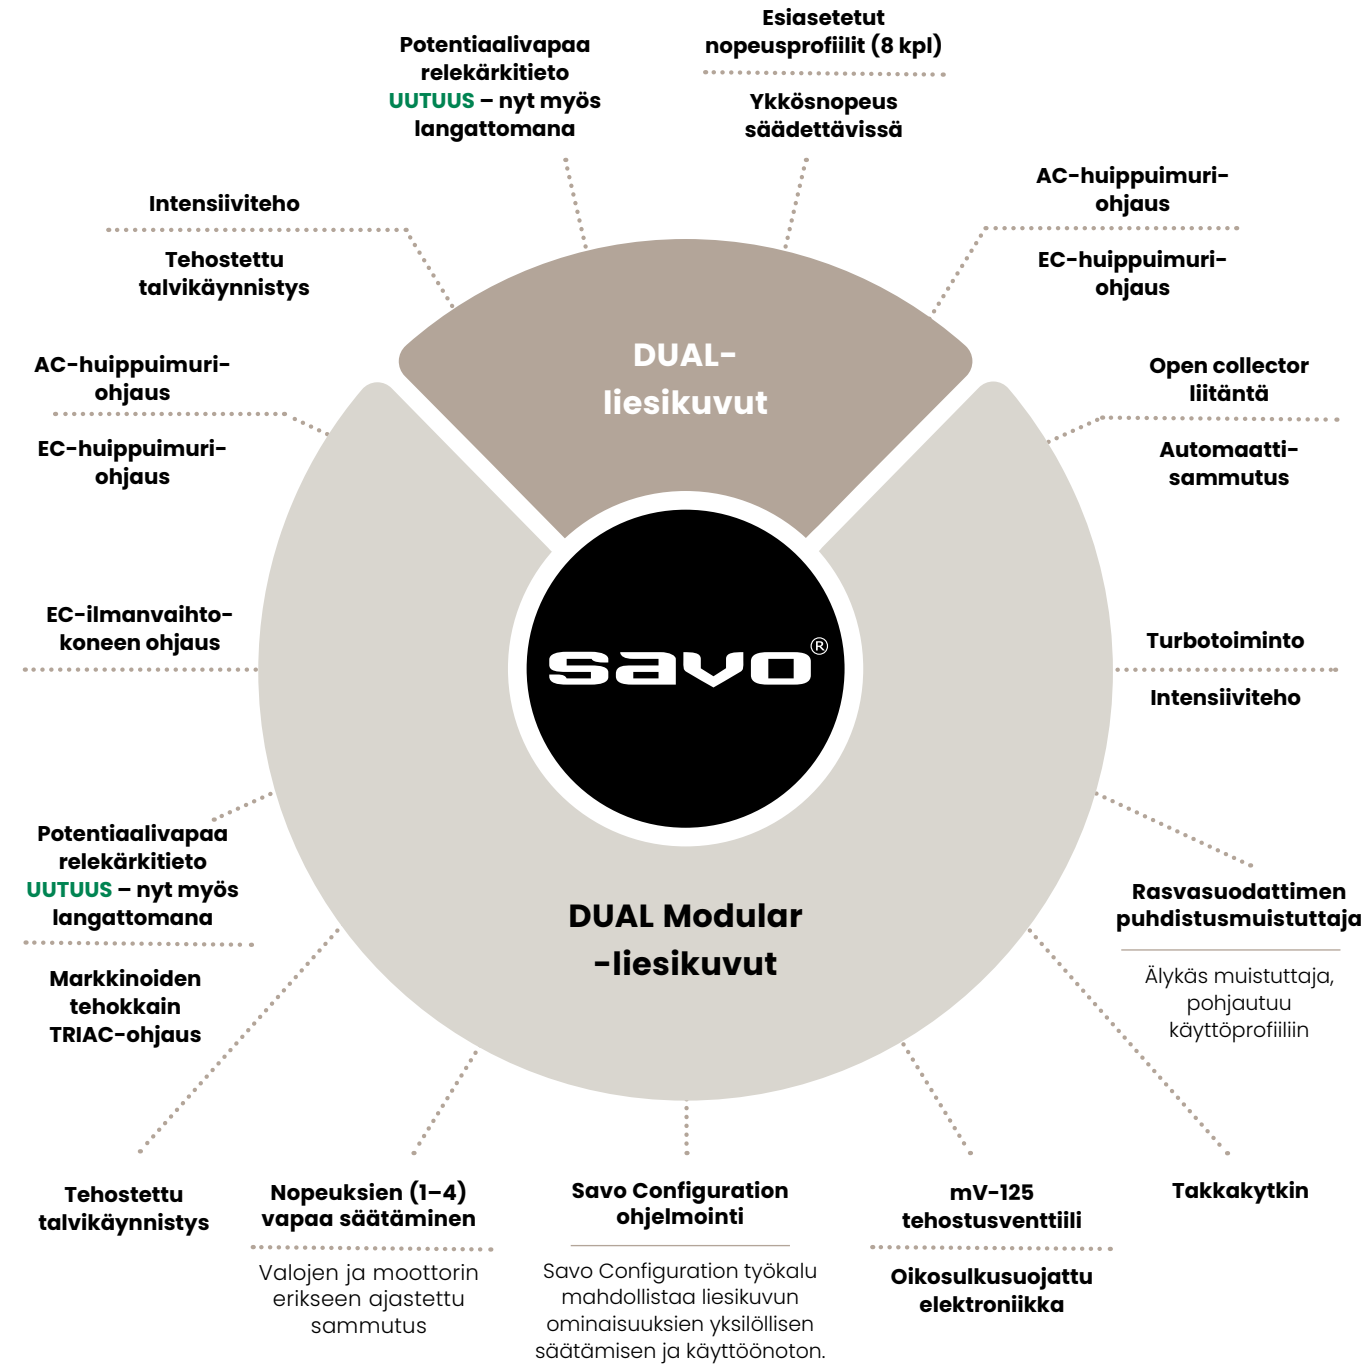 Esiasetetut
nopeusprofiilit (8 kpl)
Ykkösnopeus
säädettävissä
Potentiaalivapaa
relekärkitieto
UUTUUS – nyt myös
langattomana
Intensiiviteho
Tehostettu
talvikäynnistys
AC-huippuimuri-
ohjaus
EC-huippuimuri-
ohjaus
DUAL-
liesikuvut
AC-huippuimuri-
ohjaus
EC-huippuimuri-
ohjaus
Open collector
liitäntä
Automaatti-
sammutus
EC-ilmanvaihto-
koneen ohjaus
savo®
Turbotoiminto
Intensiiviteho
Potentiaalivapaa
relekärkitieto
UUTUUS – nyt myös
langattomana
Markkinoiden
tehokkain
TRIAC-ohjaus
DUAL Modular
-liesikuvut
Rasvasuodattimen
puhdistusmuistuttaja
Älykäs muistuttaja,
pohjautuu
käyttöprofiiliin
Tehostettu
talvikäynnistys
Nopeuksien (1–4)
vapaa säätäminen
Valojen ja moottorin
erikseen ajastettu
sammutus
Savo Configuration
ohjelmointi
Savo Configuration työkalu
mahdollistaa liesikuvun
ominaisuuksien yksilöllisen
säätämisen ja käyttöönoton.
mV-125
tehostusventtiili
Oikosulkusuojattu
elektroniikka
Takkakytkin